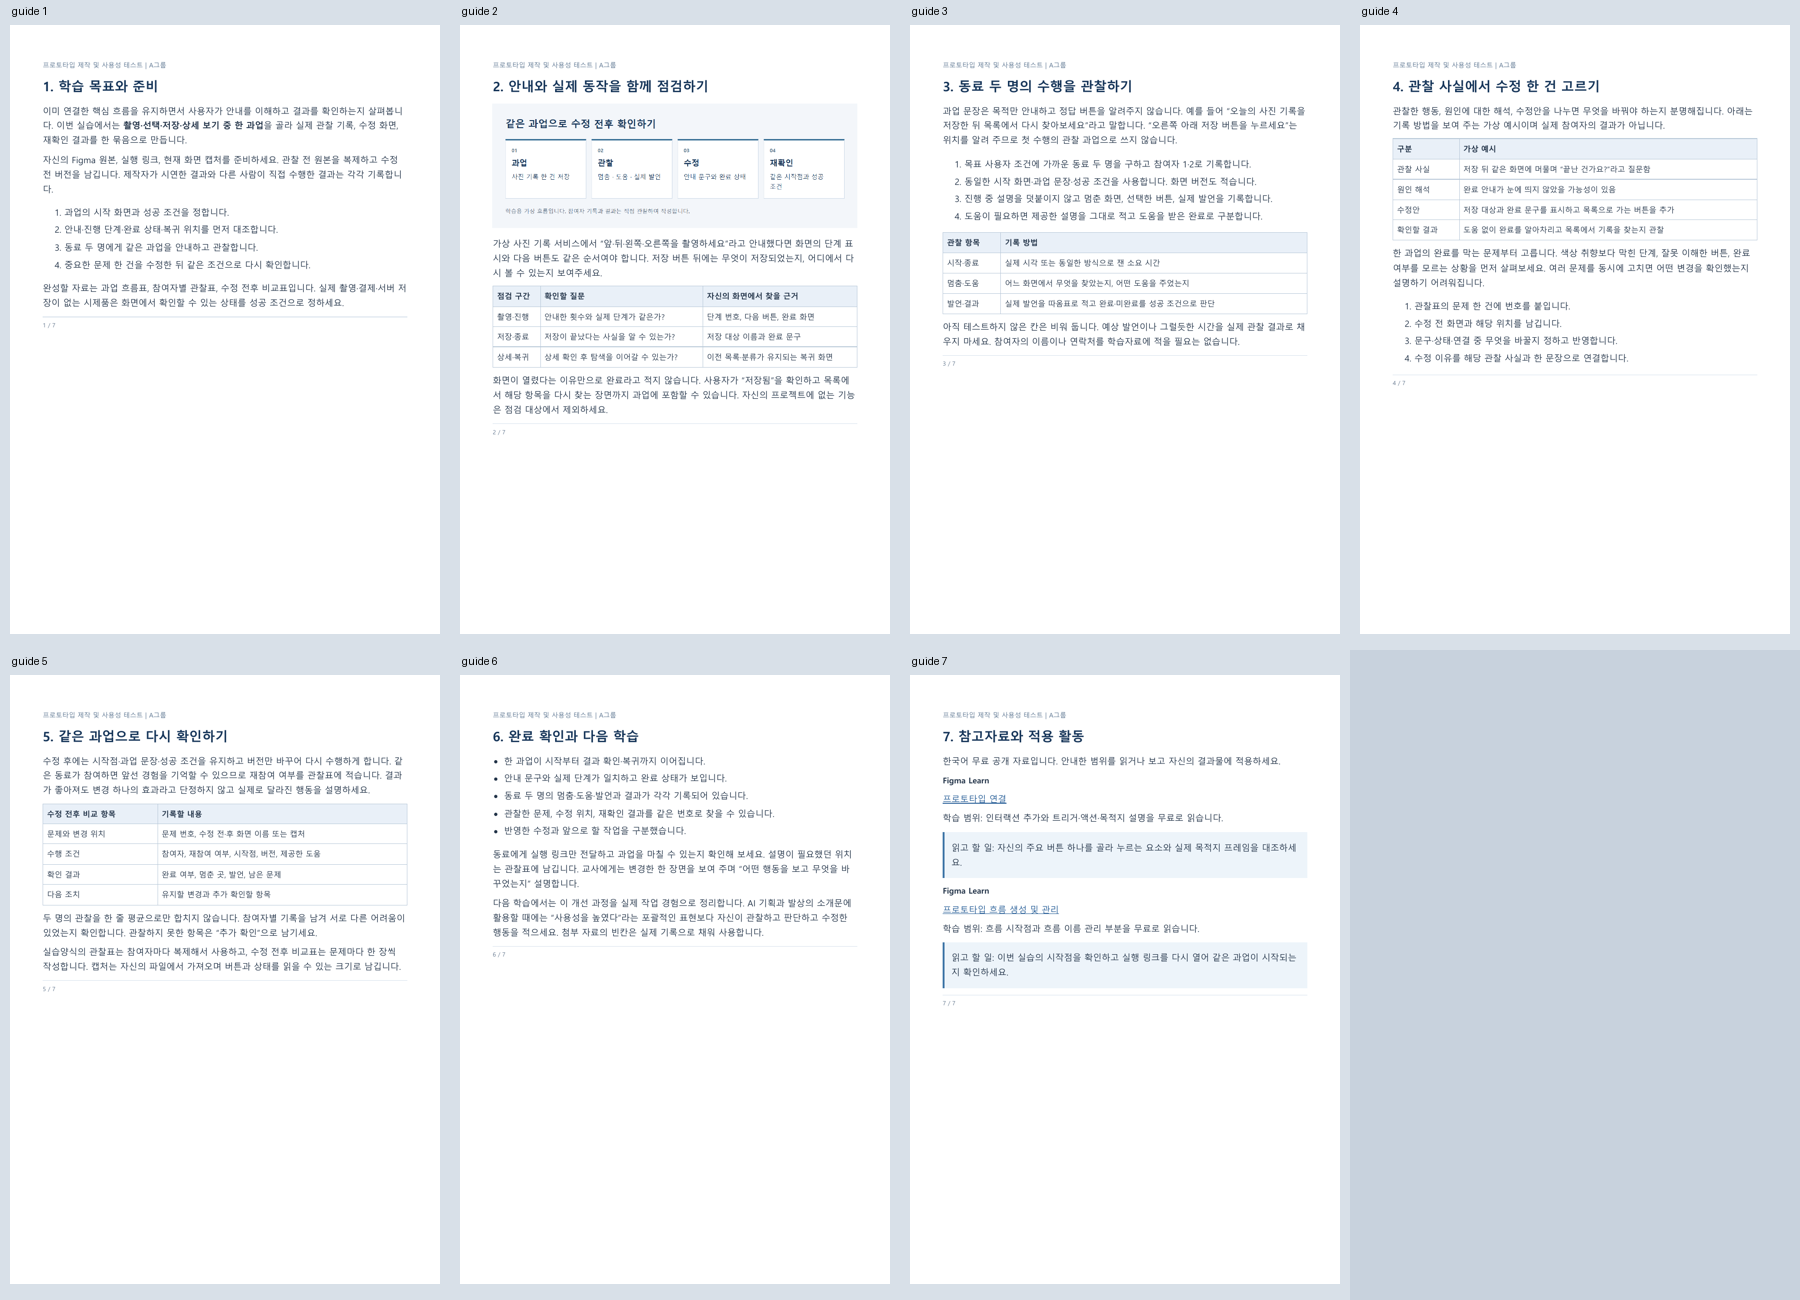 guide 1
프로토타입 제작 및 사용성 테스트 | A그룹
1. 학습 목표와 준비
이미 연결한 핵심 흐름을 유지하면서 사용자가 안내를 이해하고 결과를 확인하는지 살펴봅니
다. 이번 실습에서는 촬영·선택·저장·상세 보기 중 한 과업을 골라 실제 관찰 기록, 수정 화면,
재확인 결과를 한 묶음으로 만듭니다.
자신의 Figma 원본, 실행 링크, 현재 화면 캡처를 준비하세요. 관찰 전 원본을 복제하고 수정
전 버전을 남깁니다. 제작자가 시연한 결과와 다른 사람이 직접 수행한 결과는 각각 기록합니
다.
1. 과업의 시작 화면과 성공 조건을 정합니다.
2. 안내·진행 단계·완료 상태·복귀 위치를 먼저 대조합니다.
3. 동료 두 명에게 같은 과업을 안내하고 관찰합니다.
4. 중요한 문제 한 건을 수정한 뒤 같은 조건으로 다시 확인합니다.
완성할 자료는 과업 흐름표, 참여자별 관찰표, 수정 전후 비교표입니다. 실제 촬영·결제·서버 저
장이 없는 시제품은 화면에서 확인할 수 있는 상태를 성공 조건으로 정하세요.
1 / 7
guide 2
프로토타입 제작 및 사용성 테스트 | A그룹
2. 안내와 실제 동작을 함께 점검하기
같은 과업으로 수정 전후 확인하기
01
과업
사진 기록 한 건 저장
02
관찰
멈춤 · 도움 · 실제 발언
03
수정
안내 문구와 완료 상태
04
재확인
같은 시작점과 성공
조건
학습용 가상 흐름입니다. 참여자 기록과 결과는 직접 관찰하여 작성합니다.
가상 사진 기록 서비스에서 “앞·뒤·왼쪽·오른쪽을 촬영하세요”라고 안내했다면 화면의 단계 표
시와 다음 버튼도 같은 순서여야 합니다. 저장 버튼 뒤에는 무엇이 저장되었는지, 어디에서 다
시 볼 수 있는지 보여주세요.
점검 구간 확인할 질문 자신의 화면에서 찾을 근거
촬영·진행 안내한 횟수와 실제 단계가 같은가? 단계 번호, 다음 버튼, 완료 화면
저장·종료 저장이 끝났다는 사실을 알 수 있는가? 저장 대상 이름과 완료 문구
상세·복귀 상세 확인 후 탐색을 이어갈 수 있는가? 이전 목록·분류가 유지되는 복귀 화면
화면이 열렸다는 이유만으로 완료라고 적지 않습니다. 사용자가 “저장됨”을 확인하고 목록에
서 해당 항목을 다시 찾는 장면까지 과업에 포함할 수 있습니다. 자신의 프로젝트에 없는 기능
은 점검 대상에서 제외하세요.
2 / 7
guide 3
프로토타입 제작 및 사용성 테스트 | A그룹
3. 동료 두 명의 수행을 관찰하기
과업 문장은 목적만 안내하고 정답 버튼을 알려주지 않습니다. 예를 들어 “오늘의 사진 기록을
저장한 뒤 목록에서 다시 찾아보세요”라고 말합니다. “오른쪽 아래 저장 버튼을 누르세요”는
위치를 알려 주므로 첫 수행의 관찰 과업으로 쓰지 않습니다.
1. 목표 사용자 조건에 가까운 동료 두 명을 구하고 참여자 1·2로 기록합니다.
2. 동일한 시작 화면·과업 문장·성공 조건을 사용합니다. 화면 버전도 적습니다.
3. 진행 중 설명을 덧붙이지 않고 멈춘 화면, 선택한 버튼, 실제 발언을 기록합니다.
4. 도움이 필요하면 제공한 설명을 그대로 적고 도움을 받은 완료로 구분합니다.
관찰 항목 기록 방법
시작·종료 실제 시각 또는 동일한 방식으로 잰 소요 시간
멈춤·도움 어느 화면에서 무엇을 찾았는지, 어떤 도움을 주었는지
발언·결과 실제 발언을 따옴표로 적고 완료·미완료를 성공 조건으로 판단
아직 테스트하지 않은 칸은 비워 둡니다. 예상 발언이나 그럴듯한 시간을 실제 관찰 결과로 채
우지 마세요. 참여자의 이름이나 연락처를 학습자료에 적을 필요는 없습니다.
3 / 7
guide 4
프로토타입 제작 및 사용성 테스트 | A그룹
4. 관찰 사실에서 수정 한 건 고르기
관찰한 행동, 원인에 대한 해석, 수정안을 나누면 무엇을 바꿔야 하는지 분명해집니다. 아래는
기록 방법을 보여 주는 가상 예시이며 실제 참여자의 결과가 아닙니다.
구분 가상 예시
관찰 사실 저장 뒤 같은 화면에 머물며 “끝난 건가요?”라고 질문함
원인 해석 완료 안내가 눈에 띄지 않았을 가능성이 있음
수정안 저장 대상과 완료 문구를 표시하고 목록으로 가는 버튼을 추가
확인할 결과 도움 없이 완료를 알아차리고 목록에서 기록을 찾는지 관찰
한 과업의 완료를 막는 문제부터 고릅니다. 색상 취향보다 막힌 단계, 잘못 이해한 버튼, 완료
여부를 모르는 상황을 먼저 살펴보세요. 여러 문제를 동시에 고치면 어떤 변경을 확인했는지
설명하기 어려워집니다.
1. 관찰표의 문제 한 건에 번호를 붙입니다.
2. 수정 전 화면과 해당 위치를 남깁니다.
3. 문구·상태·연결 중 무엇을 바꿀지 정하고 반영합니다.
4. 수정 이유를 해당 관찰 사실과 한 문장으로 연결합니다.
4 / 7
guide 5
프로토타입 제작 및 사용성 테스트 | A그룹
5. 같은 과업으로 다시 확인하기
수정 후에는 시작점·과업 문장·성공 조건을 유지하고 버전만 바꾸어 다시 수행하게 합니다. 같
은 동료가 참여하면 앞선 경험을 기억할 수 있으므로 재참여 여부를 관찰표에 적습니다. 결과
가 좋아져도 변경 하나의 효과라고 단정하지 않고 실제로 달라진 행동을 설명하세요.
수정 전후 비교 항목 기록할 내용
문제와 변경 위치 문제 번호, 수정 전·후 화면 이름 또는 캡처
수행 조건 참여자, 재참여 여부, 시작점, 버전, 제공한 도움
확인 결과 완료 여부, 멈춘 곳, 발언, 남은 문제
다음 조치 유지할 변경과 추가 확인할 항목
두 명의 관찰을 한 줄 평균으로만 합치지 않습니다. 참여자별 기록을 남겨 서로 다른 어려움이
있었는지 확인합니다. 관찰하지 못한 항목은 “추가 확인”으로 남기세요.
실습양식의 관찰표는 참여자마다 복제해서 사용하고, 수정 전후 비교표는 문제마다 한 장씩
작성합니다. 캡처는 자신의 파일에서 가져오며 버튼과 상태를 읽을 수 있는 크기로 남깁니다.
5 / 7
guide 6
프로토타입 제작 및 사용성 테스트 | A그룹
6. 완료 확인과 다음 학습
• 한 과업이 시작부터 결과 확인·복귀까지 이어집니다.
• 안내 문구와 실제 단계가 일치하고 완료 상태가 보입니다.
• 동료 두 명의 멈춤·도움·발언과 결과가 각각 기록되어 있습니다.
• 관찰한 문제, 수정 위치, 재확인 결과를 같은 번호로 찾을 수 있습니다.
• 반영한 수정과 앞으로 할 작업을 구분했습니다.
동료에게 실행 링크만 전달하고 과업을 마칠 수 있는지 확인해 보세요. 설명이 필요했던 위치
는 관찰표에 남깁니다. 교사에게는 변경한 한 장면을 보여 주며 “어떤 행동을 보고 무엇을 바
꾸었는지” 설명합니다.
다음 학습에서는 이 개선 과정을 실제 작업 경험으로 정리합니다. AI 기획과 발상의 소개문에
활용할 때에는 “사용성을 높였다”라는 포괄적인 표현보다 자신이 관찰하고 판단하고 수정한
행동을 적으세요. 첨부 자료의 빈칸은 실제 기록으로 채워 사용합니다.
6 / 7
guide 7
프로토타입 제작 및 사용성 테스트 | A그룹
7. 참고자료와 적용 활동
한국어 무료 공개 자료입니다. 안내한 범위를 읽거나 보고 자신의 결과물에 적용하세요.
Figma Learn
프로토타입 연결
학습 범위: 인터랙션 추가와 트리거·액션·목적지 설명을 무료로 읽습니다.
읽고 할 일: 자신의 주요 버튼 하나를 골라 누르는 요소와 실제 목적지 프레임을 대조하세
요.
Figma Learn
프로토타입 흐름 생성 및 관리
학습 범위: 흐름 시작점과 흐름 이름 관리 부분을 무료로 읽습니다.
읽고 할 일: 이번 실습의 시작점을 확인하고 실행 링크를 다시 열어 같은 과업이 시작되는
지 확인하세요.
7 / 7